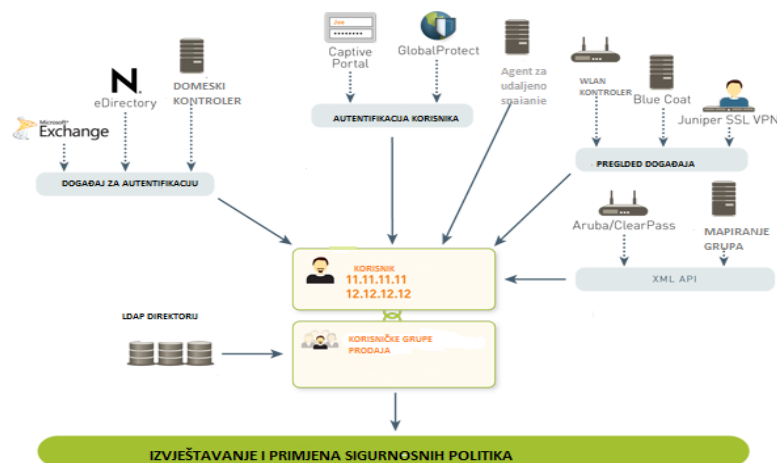 Joe
Captive
Portal
GlobalProtect
DOMESKI
KONTROLER
eDirectory
Microsoft
Exchange
Agent za
udaljeno
spaianie
WLAN
KONTROLER
Blue Coat
Juniper SSL VPN
AUTENTIFIKACIJA KORISNIKA
PREGLDED DOGAĐAJA
DOGAĐAJ ZA AUTENTIFIKACIJU
Aruba/ClearPass
MAPIRANJE
GRUPA
XML API
KORISNIK
11.11.11.11
12.12.12.12
LDAP DIREKTORIJ
KORISNIČKE GRUPE
PRODAJA
IZVJEŠTAVANJE I PRIMJENA SIGURNOSNIH POLITIKA